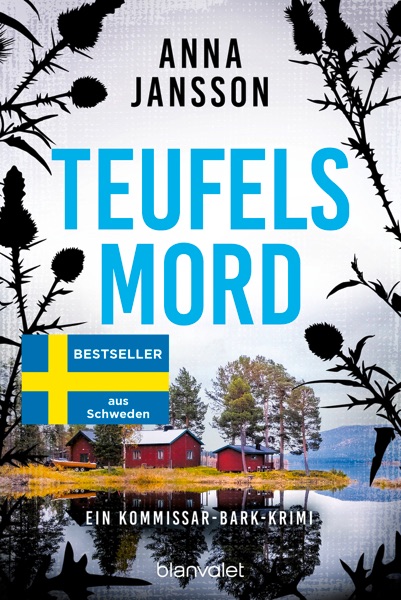 ANNA
JANSSON
TEUFELS
MORD
BESTSELLER
aus
Schweden
EIN KOMMISSAR-BARK-KRIMI
blanvalet